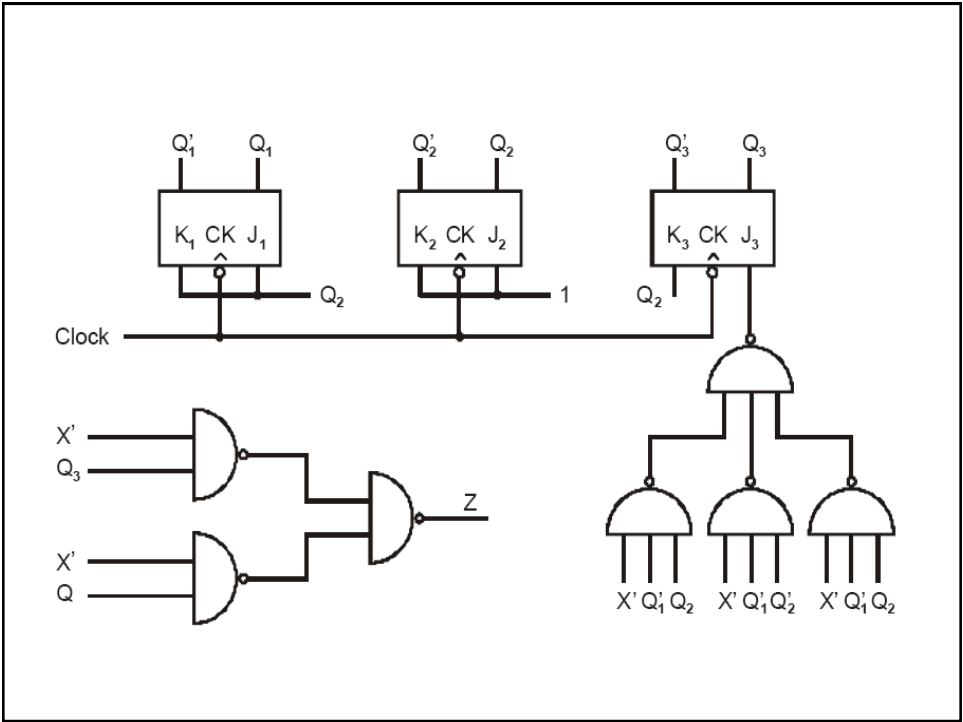 Q'₁ Q₁ Q'₂ Q₂ Q'₃ Q₃
K₁ CK J₁ K₂ CK J₂ K₃ CK J₃
Q₂ 1 Q₂
Clock
X'
Q₃
Z
X'
Q
X' Q'₁ Q₂ X' Q'₁ Q'₂ X' Q'₁ Q₂